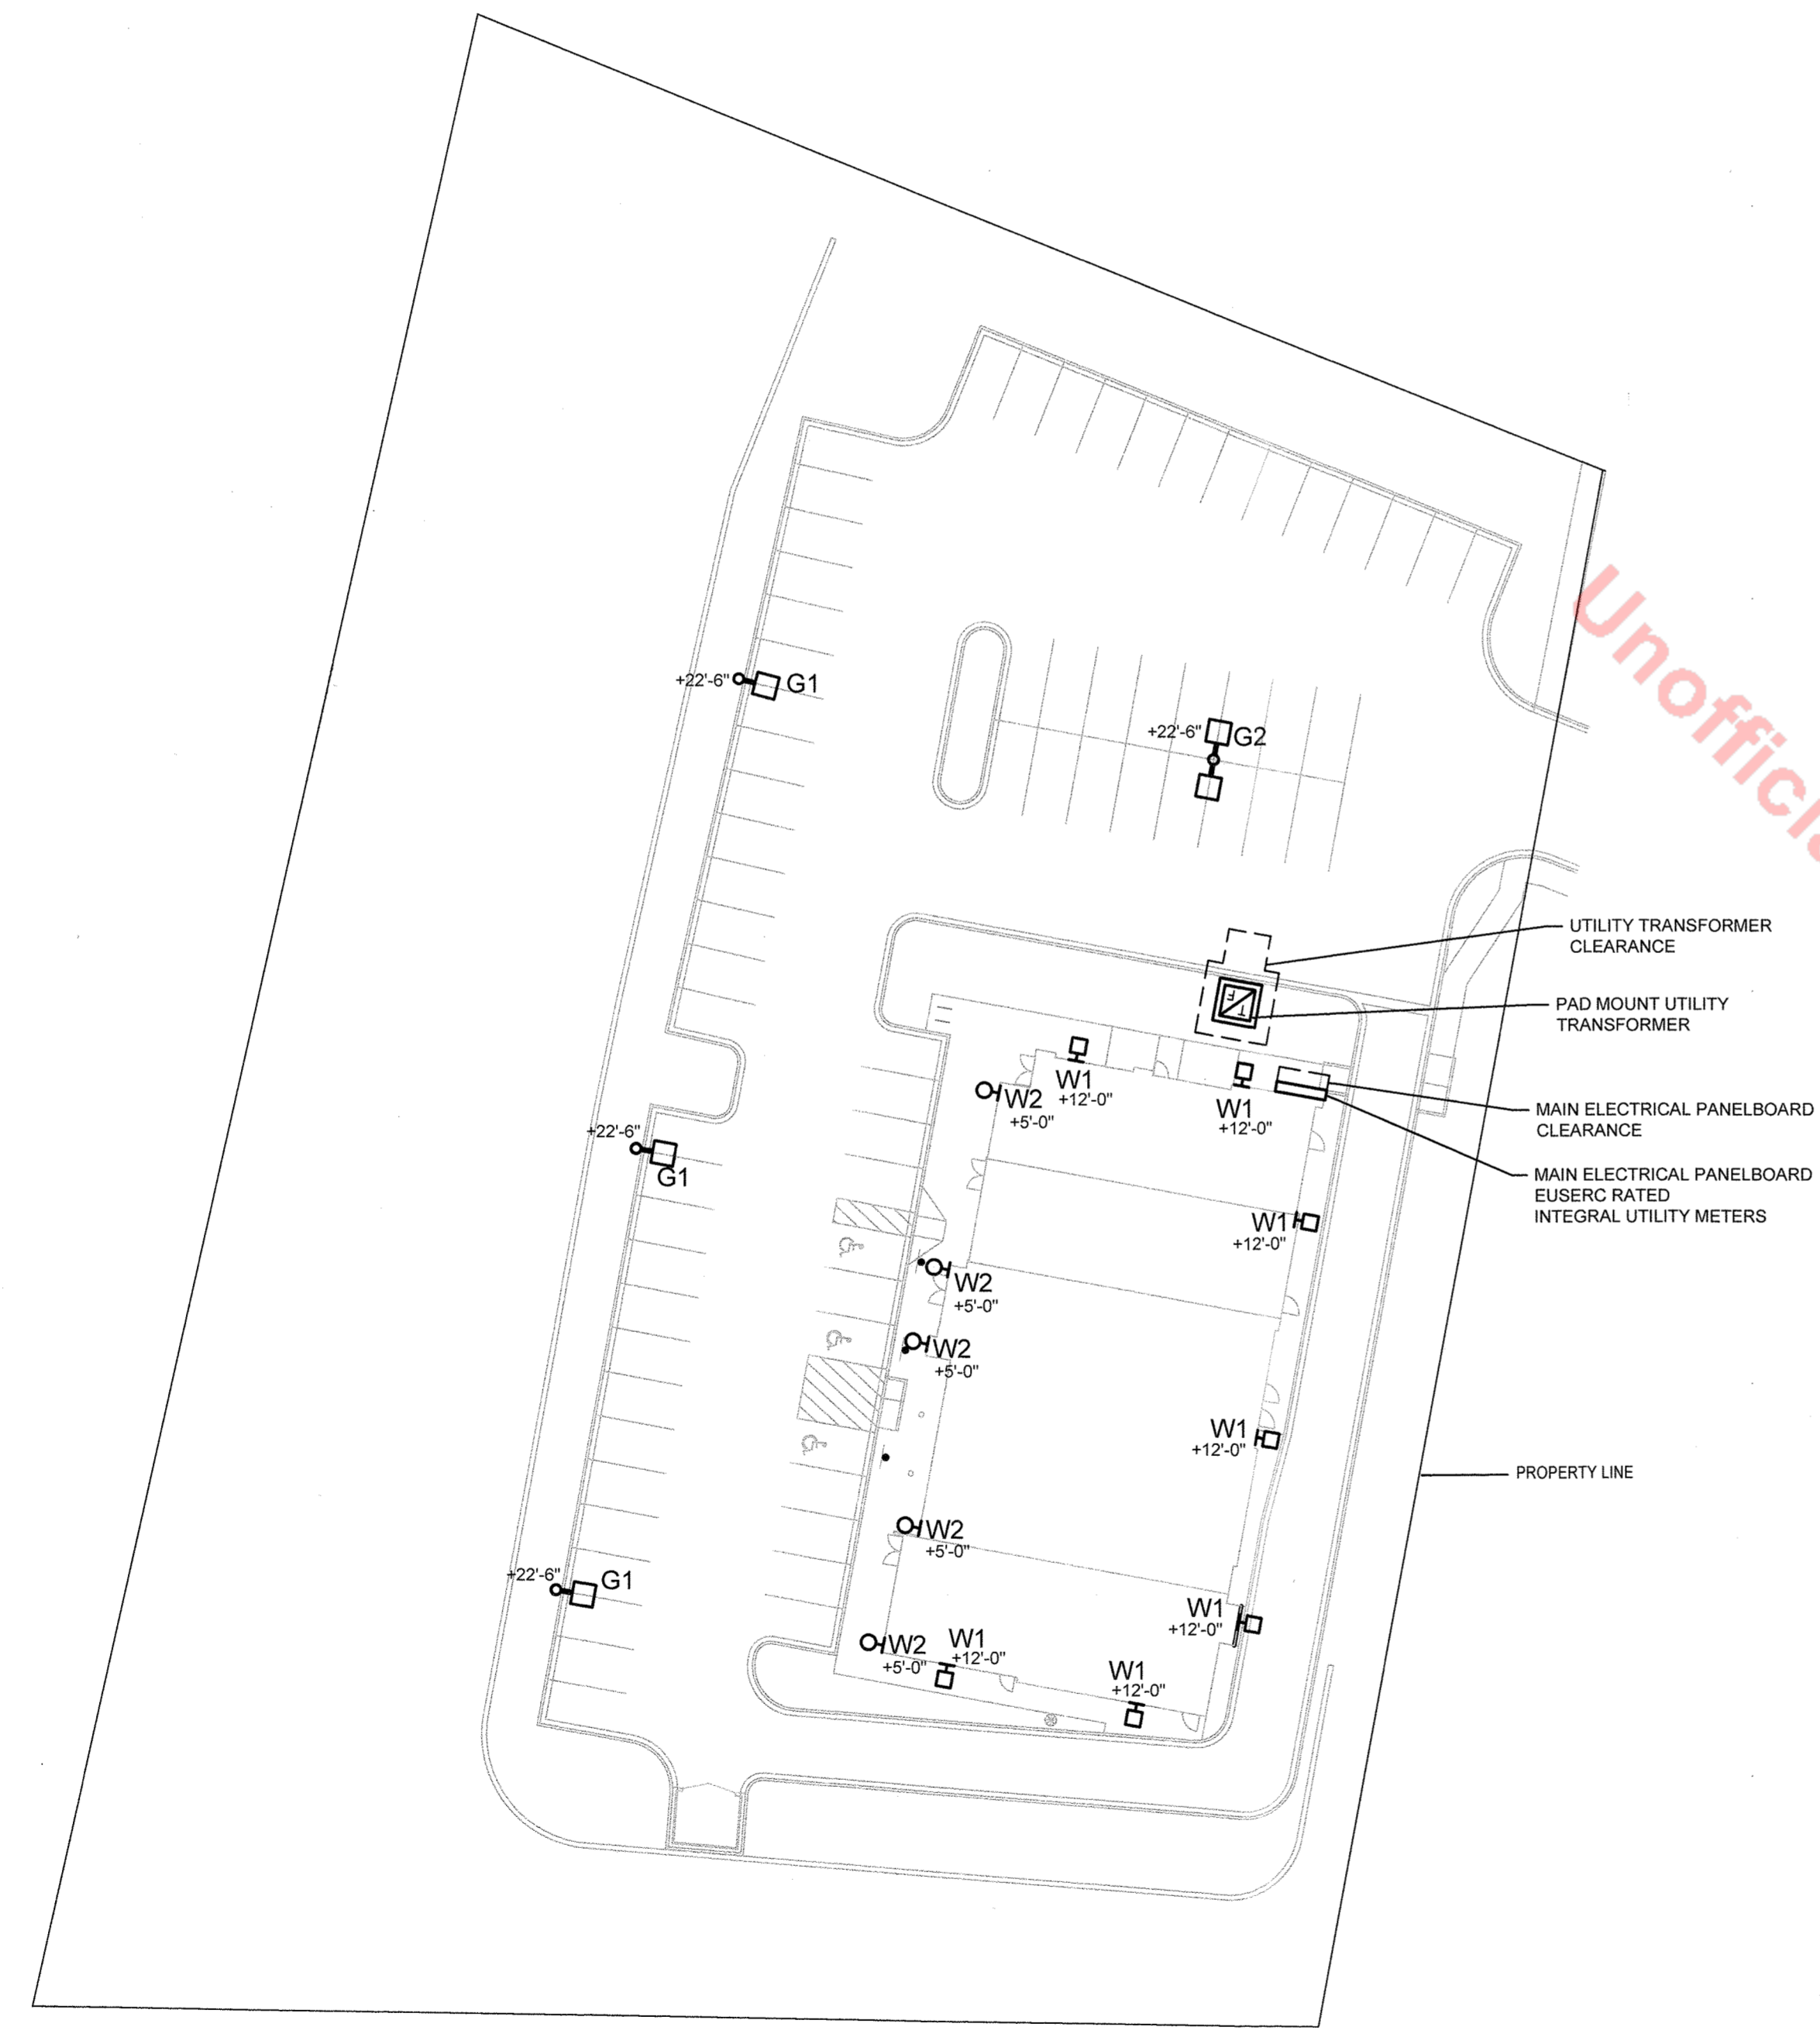 Unofficia
+22'-6" G1
+22'-6" G2
UTILITY TRANSFORMER
CLEARANCE
PAD MOUNT UTILITY
TRANSFORMER
T
F
W1
+12'-0"
W2
+5'-0"
W1
+12'-0"
MAIN ELECTRICAL PANELBOARD
CLEARANCE
+22'-6"
G1
MAIN ELECTRICAL PANELBOARD
EUSERC RATED
INTEGRAL UTILITY METERS
W1
+12'-0"
W2
+5'-0"
W2
+5'-0"
W1
+12'-0"
PROPERTY LINE
W2
+5'-0"
+22'-6" G1
W1
+12'-0"
W2
+5'-0"
W1
+12'-0"
W1
+12'-0"